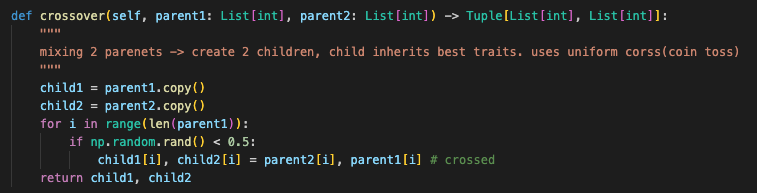 def crossover(self, parent1: List[int], parent2: List[int]) -> Tuple[List[int], List[int]]:
    """
    mixing 2 parenets -> create 2 children, child inherits best traits. uses uniform corss(coin toss)
    """
    child1 = parent1.copy()
    child2 = parent2.copy()
    for i in range(len(parent1)):
        if np.random.rand() < 0.5:
            child1[i], child2[i] = parent2[i], parent1[i] # crossed
    return child1, child2